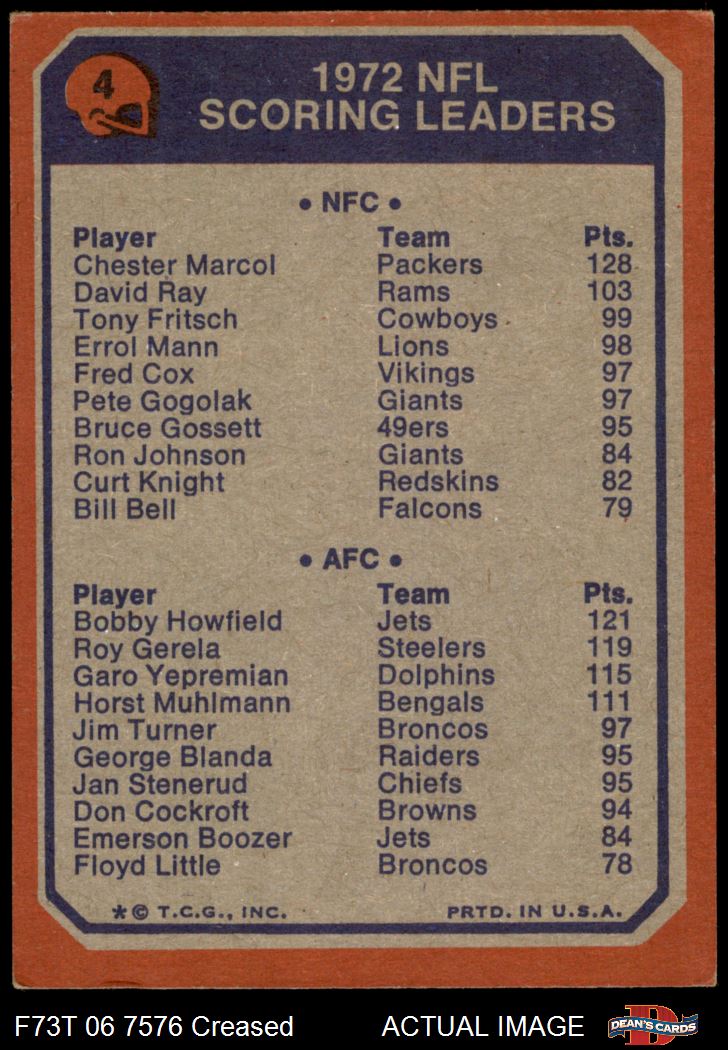 4
1972 NFL
SCORING LEADERS
• NFC •
Player Team Pts.
Chester Marcol Packers 128
David Ray Rams 103
Tony Fritsch Cowboys 99
Errol Mann Lions 98
Fred Cox Vikings 97
Pete Gogolak Giants 97
Bruce Gossett 49ers 95
Ron Johnson Giants 84
Curt Knight Redskins 82
Bill Bell Falcons 79
• AFC •
Player Team Pts.
Bobby Howfield Jets 121
Roy Gerela Steelers 119
Garo Yepremian Dolphins 115
Horst Muhlmann Bengals 111
Jim Turner Broncos 97
George Blanda Raiders 95
Jan Stenerud Chiefs 95
Don Cockroft Browns 94
Emerson Boozer Jets 84
Floyd Little Broncos 78
*© T.C.G., INC. PRTD. IN U.S.A.
F73T 06 7576 Creased ACTUAL IMAGE D DEAN'S CARDS